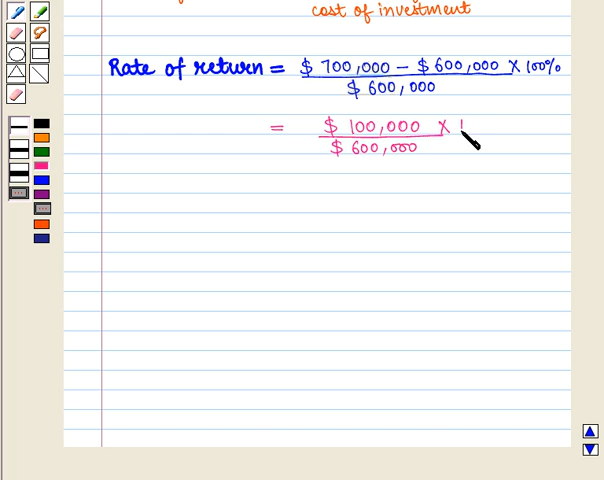 cost of investment
Rate of return = $ 700,000 - $ 600,000 × 100%
$ 600,000
= $ 100,000 × 1
$ 600,000